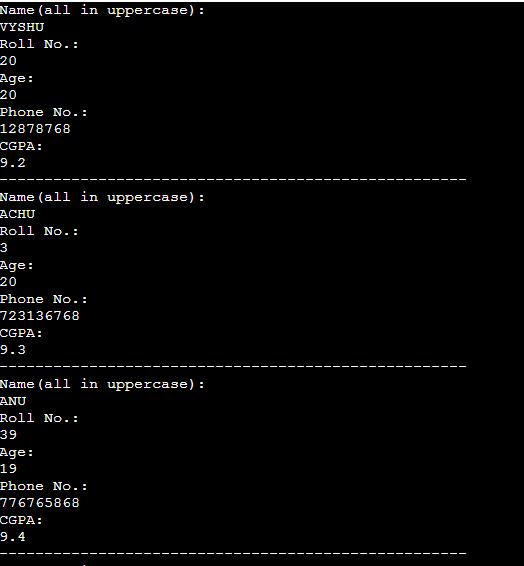 Name(all in uppercase):
VYSHU
Roll No.:
20
Age:
20
Phone No.:
12878768
CGPA:
9.2
----------------------------------------------------
Name(all in uppercase):
ACHU
Roll No.:
3
Age:
20
Phone No.:
723136768
CGPA:
9.3
----------------------------------------------------
Name(all in uppercase):
ANU
Roll No.:
39
Age:
19
Phone No.:
776765868
CGPA:
9.4
----------------------------------------------------